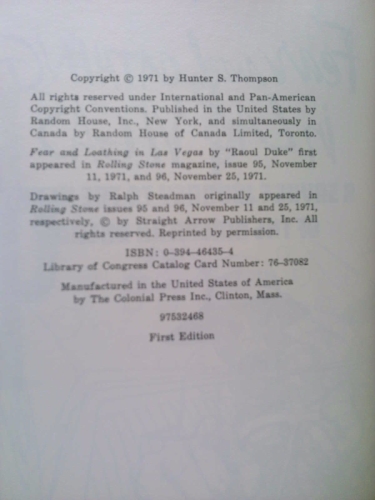 Copyright © 1971 by Hunter S. Thompson
All rights reserved under International and Pan-American
Copyright Conventions. Published in the United States by
Random House, Inc., New York, and simultaneously in
Canada by Random House of Canada Limited, Toronto.
Fear and Loathing in Las Vegas by "Raoul Duke" first
appeared in Rolling Stone magazine, issue 95, November
11, 1971, and 96, November 25, 1971.
Drawings by Ralph Steadman originally appeared in
Rolling Stone issues 95 and 96, November 11 and 25, 1971,
respectively, © by Straight Arrow Publishers, Inc. All
rights reserved. Reprinted by permission.
ISBN: 0-394-46435-4
Library of Congress Catalog Card Number: 76-37082
Manufactured in the United States of America
by The Colonial Press Inc., Clinton, Mass.
97532468
First Edition